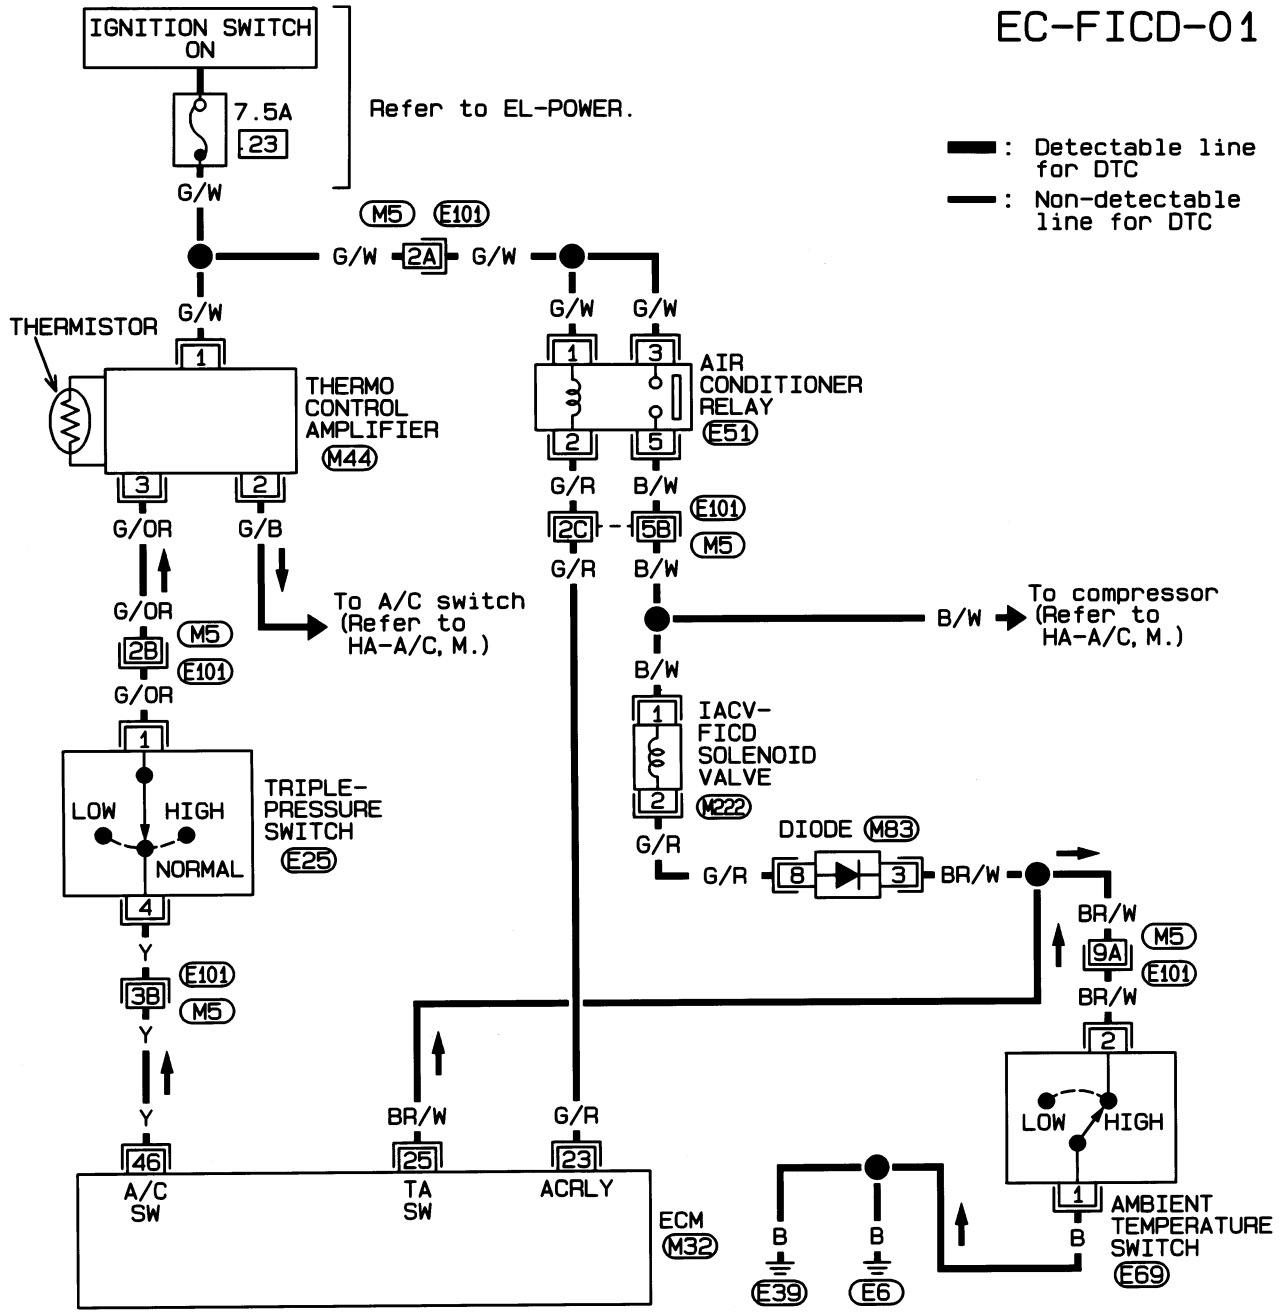 EC-FICD-01
IGNITION SWITCH
ON
7.5A
23
Refer to EL-POWER.
: Detectable line
for DTC
: Non-detectable
line for DTC
G/W
M5 E101
G/W 2A G/W
G/W
G/W G/W
THERMISTOR
1
1 3
AIR
CONDITIONER
RELAY
E51
THERMO
CONTROL
AMPLIFIER
M44
2 5
3 2
G/R B/W
E101
G/OR G/B
2C 5B
M5
G/R B/W
To A/C switch
(Refer to
HA-A/C, M.)
To compressor
(Refer to
HA-A/C, M.)
B/W
G/OR
M5
2B
E101
G/OR
B/W
1
IACV-
FICD
SOLENOID
VALVE
M222
2
1
LOW HIGH
NORMAL
TRIPLE-
PRESSURE
SWITCH
E25
4
G/R
DIODE M83
G/R 8 3 BR/W
BR/W
M5
9A
E101
BR/W
Y
E101
3B
M5
Y
2
LOW HIGH
1
AMBIENT
TEMPERATURE
SWITCH
E69
Y BR/W G/R
46 25 23
A/C
SW
TA
SW
ACRLY
ECM
M32
B B B
E39 E6